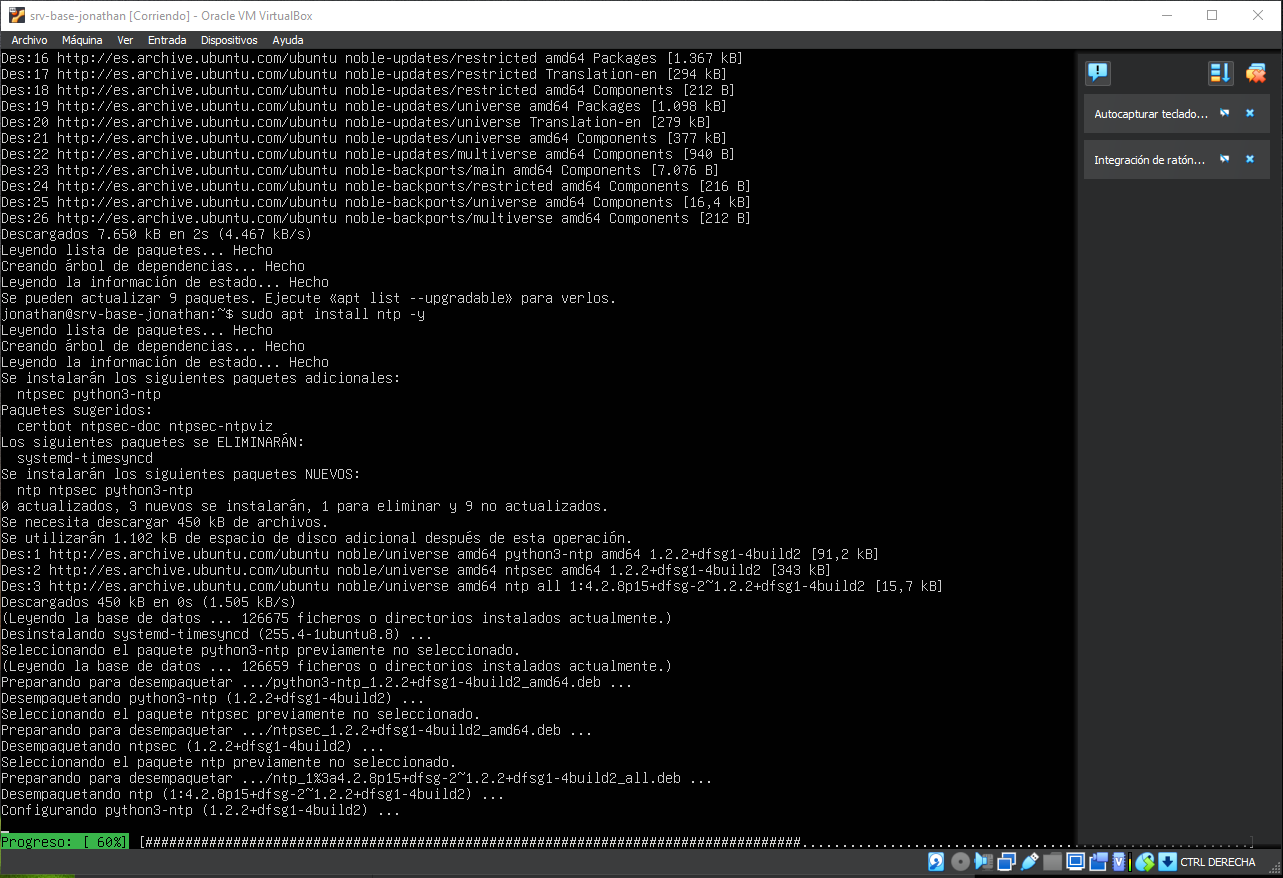 srv-base-jonathan [Corriendo] - Oracle VM VirtualBox
Archivo Máquina Ver Entrada Dispositivos Ayuda
Des:16 http://es.archive.ubuntu.com/ubuntu noble-updates/restricted amd64 Packages [1.367 kB]
Des:17 http://es.archive.ubuntu.com/ubuntu noble-updates/restricted Translation-en [294 kB]
Des:18 http://es.archive.ubuntu.com/ubuntu noble-updates/restricted amd64 Components [212 B]
Des:19 http://es.archive.ubuntu.com/ubuntu noble-updates/universe amd64 Packages [1.098 kB]
Des:20 http://es.archive.ubuntu.com/ubuntu noble-updates/universe Translation-en [279 kB]
Des:21 http://es.archive.ubuntu.com/ubuntu noble-updates/universe amd64 Components [377 kB]
Des:22 http://es.archive.ubuntu.com/ubuntu noble-updates/multiverse amd64 Components [940 B]
Des:23 http://es.archive.ubuntu.com/ubuntu noble-backports/main amd64 Components [7.076 B]
Des:24 http://es.archive.ubuntu.com/ubuntu noble-backports/restricted amd64 Components [216 B]
Des:25 http://es.archive.ubuntu.com/ubuntu noble-backports/universe amd64 Components [16,4 kB]
Des:26 http://es.archive.ubuntu.com/ubuntu noble-backports/multiverse amd64 Components [212 B]
Descargados 7.650 kB en 2s (4.467 kB/s)
Leyendo lista de paquetes... Hecho
Creando árbol de dependencias... Hecho
Leyendo la información de estado... Hecho
Se pueden actualizar 9 paquetes. Ejecute «apt list --upgradable» para verlos.
jonathan@srv-base-jonathan:~$ sudo apt install ntp -y
Leyendo lista de paquetes... Hecho
Creando árbol de dependencias... Hecho
Leyendo la información de estado... Hecho
Se instalarán los siguientes paquetes adicionales:
ntpsec python3-ntp
Paquetes sugeridos:
certbot ntpsec-doc ntpsec-ntpviz
Los siguientes paquetes se ELIMINARÁN:
systemd-timesyncd
Se instalarán los siguientes paquetes NUEVOS:
ntp ntpsec python3-ntp
0 actualizados, 3 nuevos se instalarán, 1 para eliminar y 9 no actualizados.
Se necesita descargar 450 kB de archivos.
Se utilizarán 1.102 kB de espacio de disco adicional después de esta operación.
Des:1 http://es.archive.ubuntu.com/ubuntu noble/universe amd64 python3-ntp amd64 1.2.2+dfsg1-4build2 [91,2 kB]
Des:2 http://es.archive.ubuntu.com/ubuntu noble/universe amd64 ntpsec amd64 1.2.2+dfsg1-4build2 [343 kB]
Des:3 http://es.archive.ubuntu.com/ubuntu noble/universe amd64 ntp all 1:4.2.8p15+dfsg-2~1.2.2+dfsg1-4build2 [15,7 kB]
Descargados 450 kB en 0s (1.505 kB/s)
(Leyendo la base de datos ... 126675 ficheros o directorios instalados actualmente.)
Desinstalando systemd-timesyncd (255.4-1ubuntu8.8) ...
Seleccionando el paquete python3-ntp previamente no seleccionado.
(Leyendo la base de datos ... 126659 ficheros o directorios instalados actualmente.)
Preparando para desempaquetar .../python3-ntp_1.2.2+dfsg1-4build2_amd64.deb ...
Desempaquetando python3-ntp (1.2.2+dfsg1-4build2) ...
Seleccionando el paquete ntpsec previamente no seleccionado.
Preparando para desempaquetar .../ntpsec_1.2.2+dfsg1-4build2_amd64.deb ...
Desempaquetando ntpsec (1.2.2+dfsg1-4build2) ...
Seleccionando el paquete ntp previamente no seleccionado.
Preparando para desempaquetar .../ntp_1%3a4.2.8p15+dfsg-2~1.2.2+dfsg1-4build2_all.deb ...
Desempaquetando ntp (1:4.2.8p15+dfsg-2~1.2.2+dfsg1-4build2) ...
Configurando python3-ntp (1.2.2+dfsg1-4build2) ...
Progreso: [ 60%] [##################################################################################........................................................]
Autocapturar teclado...
Integración de ratón...
CTRL DERECHA